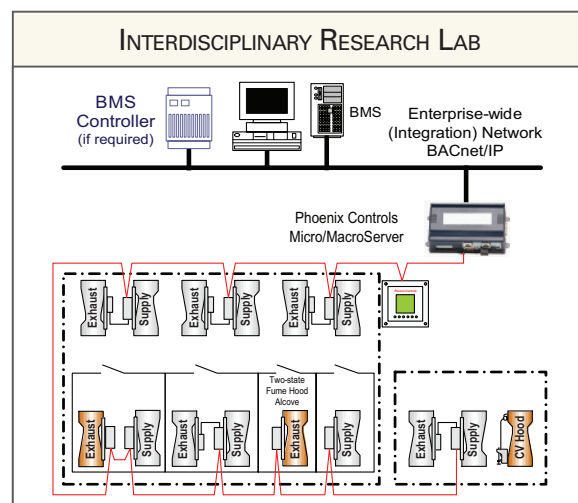 INTERDISCIPLINARY RESEARCH LAB
BMS
Controller
(if required)
BMS
Enterprise-wide
(Integration) Network
BACnet/IP
Phoenix Controls
Micro/MacroServer
Exhaust
Supply
Exhaust
Supply
Exhaust
Supply
Two-state
Fume Hood
Alcove
Exhaust
Supply
Exhaust
Supply
Exhaust
Supply
Exhaust
Supply
CV Hood